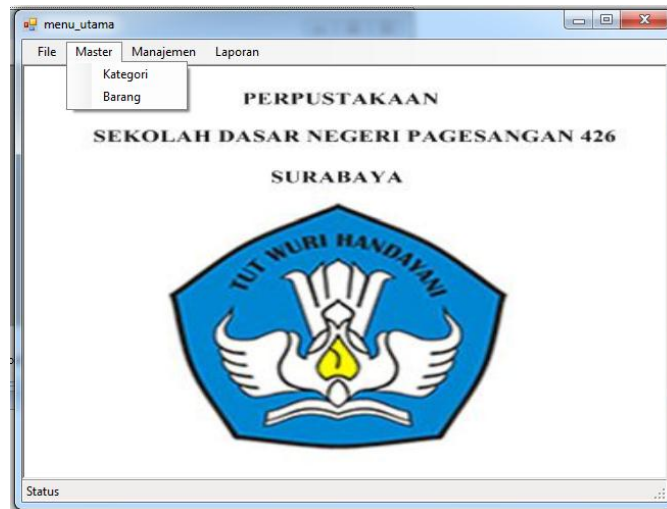 menu_utama
File Master Manajemen Laporan
Kategori
Barang
PERPUSTAKAAN
SEKOLAH DASAR NEGERI PAGESANGAN 426
SURABAYA
TUT WURI HANDAYANI
Status